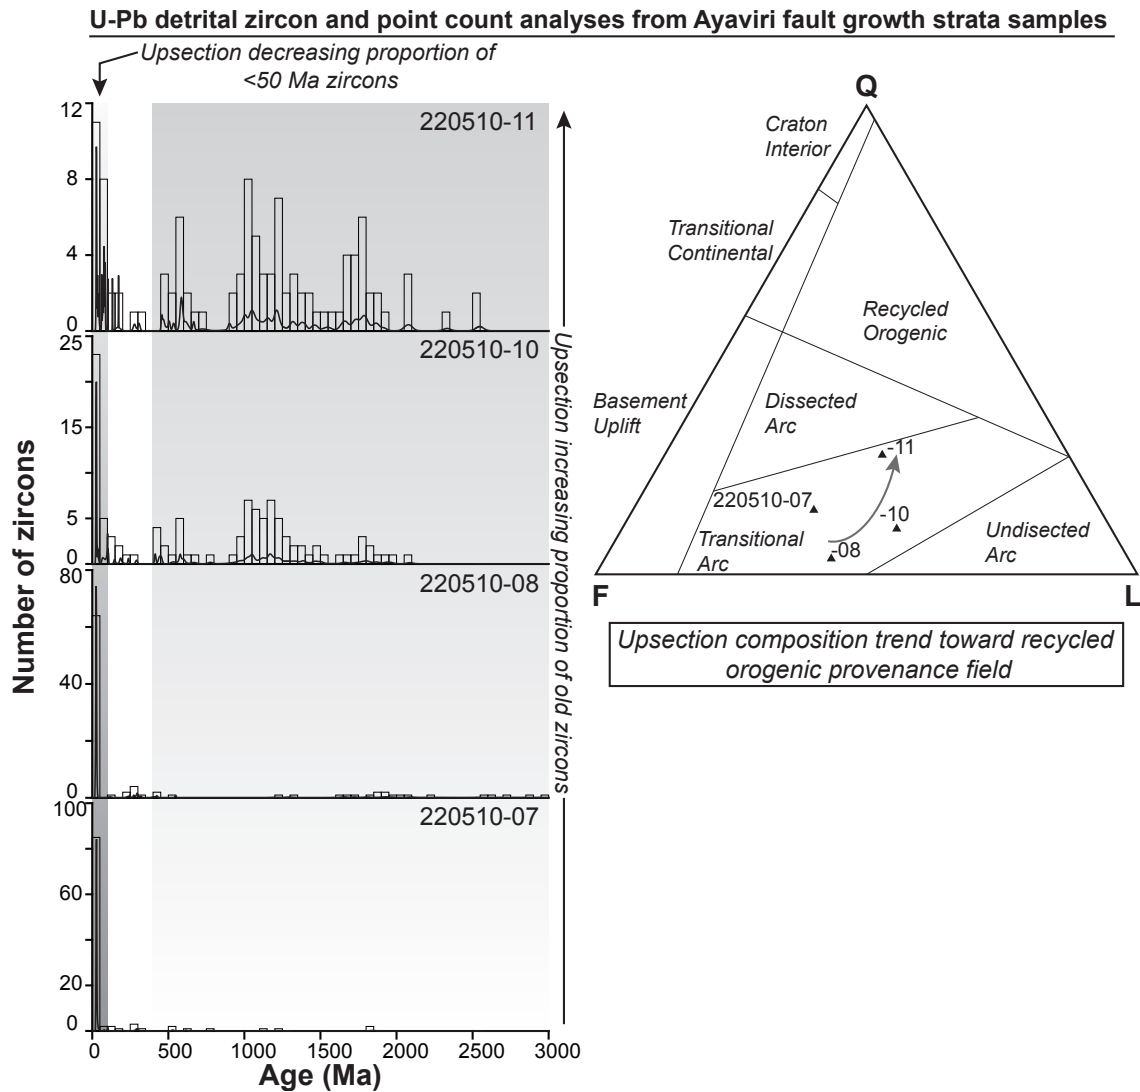 U-Pb detrital zircon and point count analyses from Ayaviri fault growth strata samples
Upsection decreasing proportion of
<50 Ma zircons
12
8
4
0
220510-11
25
15
5
0
220510-10
80
40
0
220510-08
100
60
20
0
220510-07
Number of zircons
0
500
1000
1500
2000
2500
3000
Age (Ma)
Upsection increasing proportion of old zircons
Q
Craton
Interior
Transitional
Continental
Recycled
Orogenic
Basement
Uplift
Dissected
Arc
-11
220510-07
-10
Transitional
Arc
-08
Undisected
Arc
F
L
Upsection composition trend toward recycled
orogenic provenance field